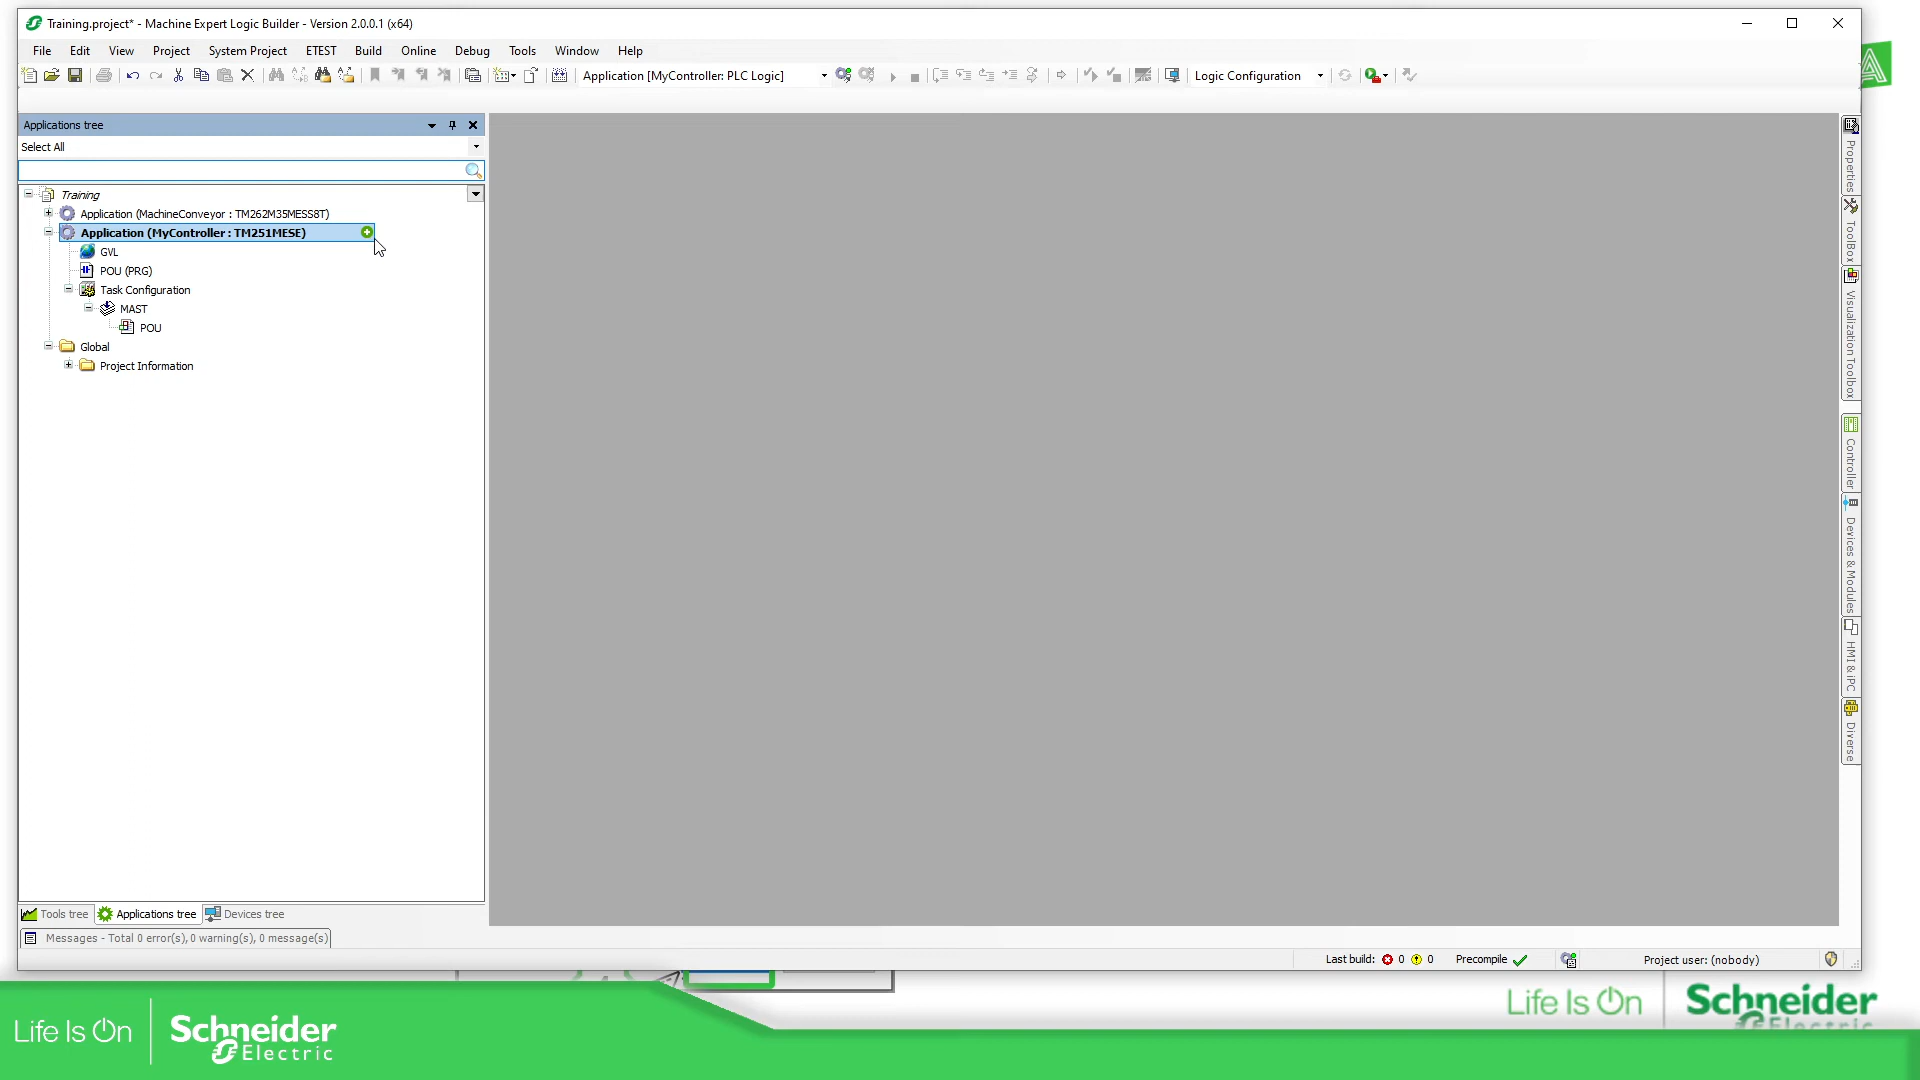 Training.project* - Machine Expert Logic Builder - Version 2.0.0.1 (x64)
File Edit View Project System Project ETEST Build Online Debug Tools Window Help
Application [MyController: PLC Logic] Logic Configuration
Applications tree
Select All
Training
Application (MachineConveyor : TM262M35MESS8T)
Application (MyController : TM251MESE)
GVL
POU (PRG)
Task Configuration
MAST
POU
Global
Project Information
Properties
ToolBox
Visualization Toolbox
Controller
Devices & Modules
HMI & iPC
Diverse
Tools tree Applications tree Devices tree
Messages - Total 0 error(s), 0 warning(s), 0 message(s)
Last build: 0 0 Precompile Project user: (nobody)
Life Is On Schneider Electric
Life Is On Schneider Electric